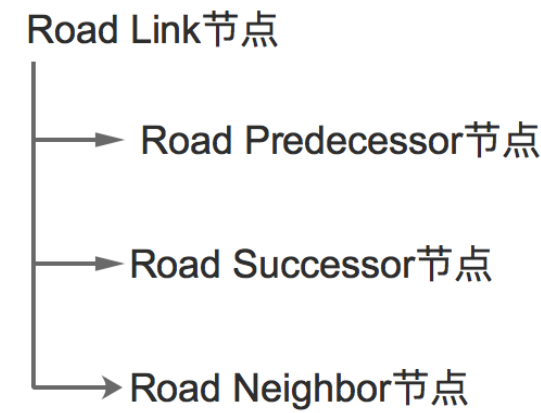 Road Link节点
Road Predecessor节点
Road Successor节点
Road Neighbor节点